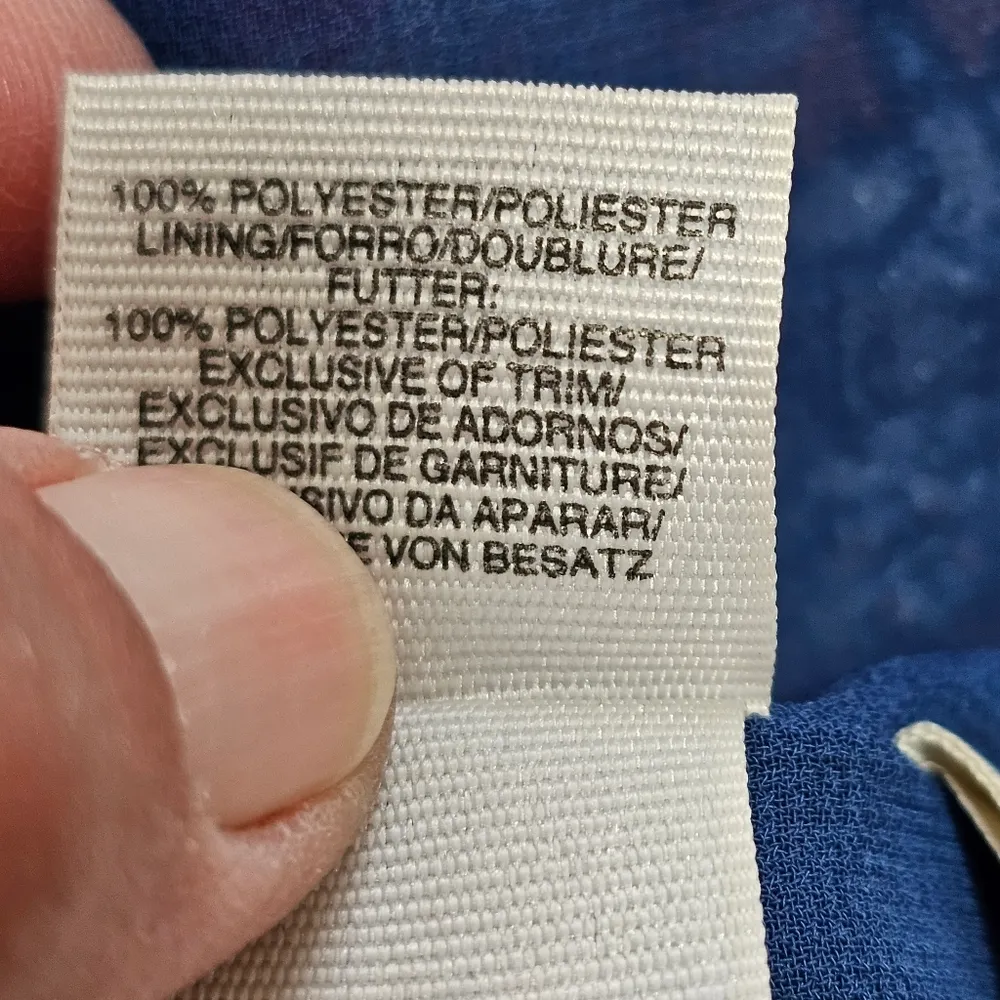 100% POLYESTER/POLIESTER
LINING/FORRO/DOUBLURE/
FUTTER:
100% POLYESTER/POLIESTER
EXCLUSIVE OF TRIM/
EXCLUSIVO DE ADORNOS/
EXCLUSIF DE GARNITURE/
DA APARAR/
VON BESATZ